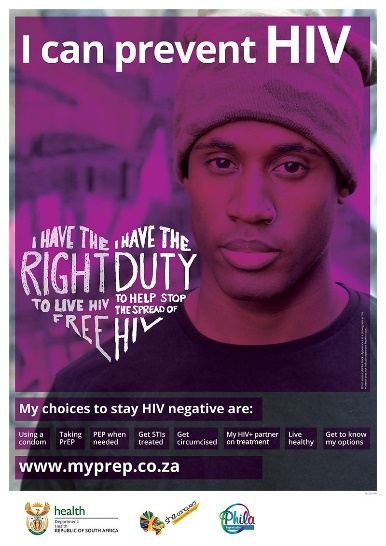 I can prevent HIV
I HAVE THE
RIGHT
TO LIVE HIV
FREE
I HAVE THE
DUTY
TO HELP STOP
THE SPREAD OF
HIV
My choices to stay HIV negative are:
Using a
condom
Taking
PrEP
PEP when
needed
Get STIs
treated
Get
circumcised
My HIV+ partner
on treatment
Live
healthy
Get to know
my options
www.myprep.co.za
health
Department:
Health
REPUBLIC OF SOUTH AFRICA
she conquers
Phila